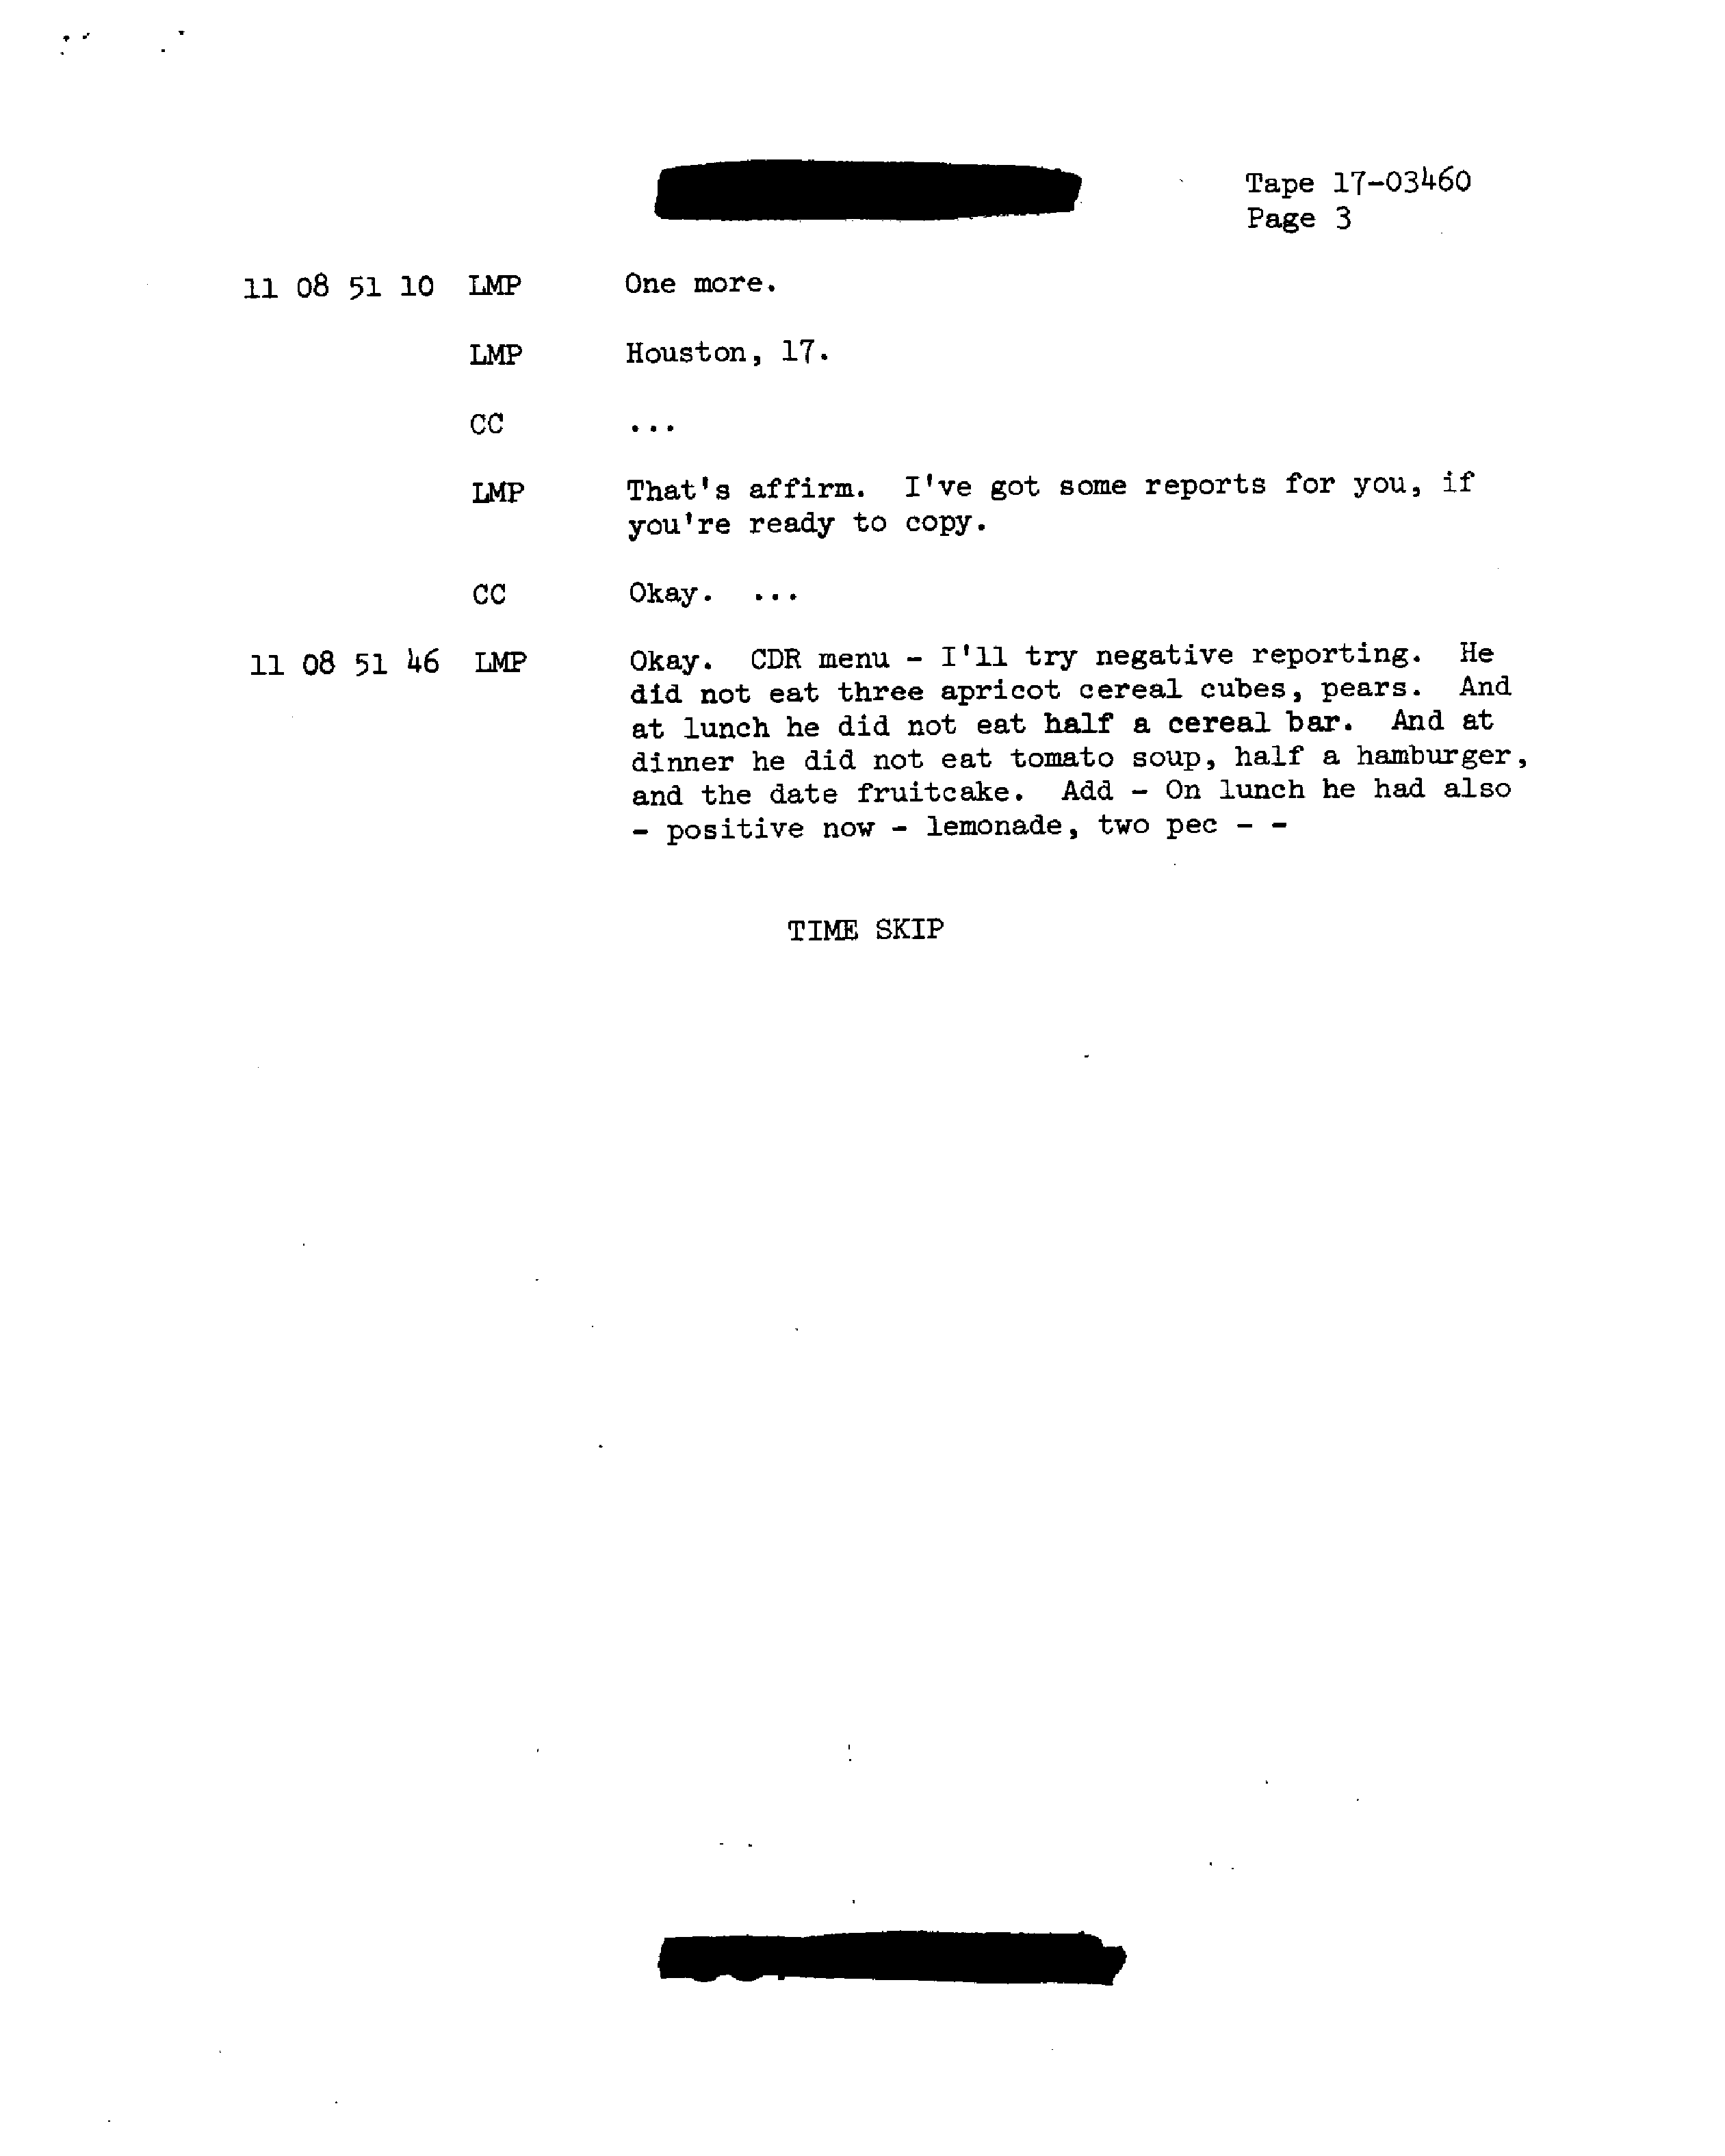 Tape 17-03460
Page 3
11 08 51 10 LMP One more.
LMP Houston, 17.
CC ...
LMP That's affirm. I've got some reports for you, if
you're ready to copy.
CC Okay. ...
11 08 51 46 LMP Okay. CDR menu - I'll try negative reporting. He
did not eat three apricot cereal cubes, pears. And
at lunch he did not eat half a cereal bar. And at
dinner he did not eat tomato soup, half a hamburger,
and the date fruitcake. Add - On lunch he had also
- positive now - lemonade, two pec - -
TIME SKIP